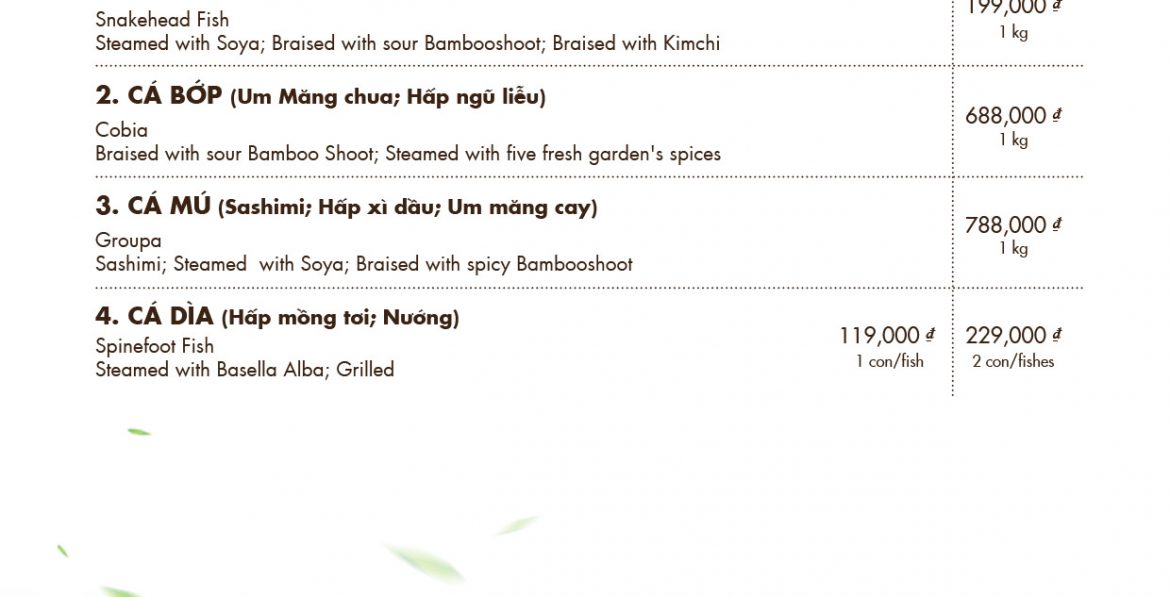 199,000 ₫
Snakehead Fish
1 kg
Steamed with Soya; Braised with sour Bambooshoot; Braised with Kimchi
2. CÁ BỚP (Um Măng chua; Hấp ngũ liễu)
688,000 ₫
Cobia
1 kg
Braised with sour Bamboo Shoot; Steamed with five fresh garden's spices
3. CÁ MÚ (Sashimi; Hấp xì dầu; Um măng cay)
788,000 ₫
Groupa
1 kg
Sashimi; Steamed  with Soya; Braised with spicy Bambooshoot
4. CÁ DÌA (Hấp mồng tơi; Nướng)
119,000 ₫ 229,000 ₫
Spinefoot Fish
1 con/fish 2 con/fishes
Steamed with Basella Alba; Grilled